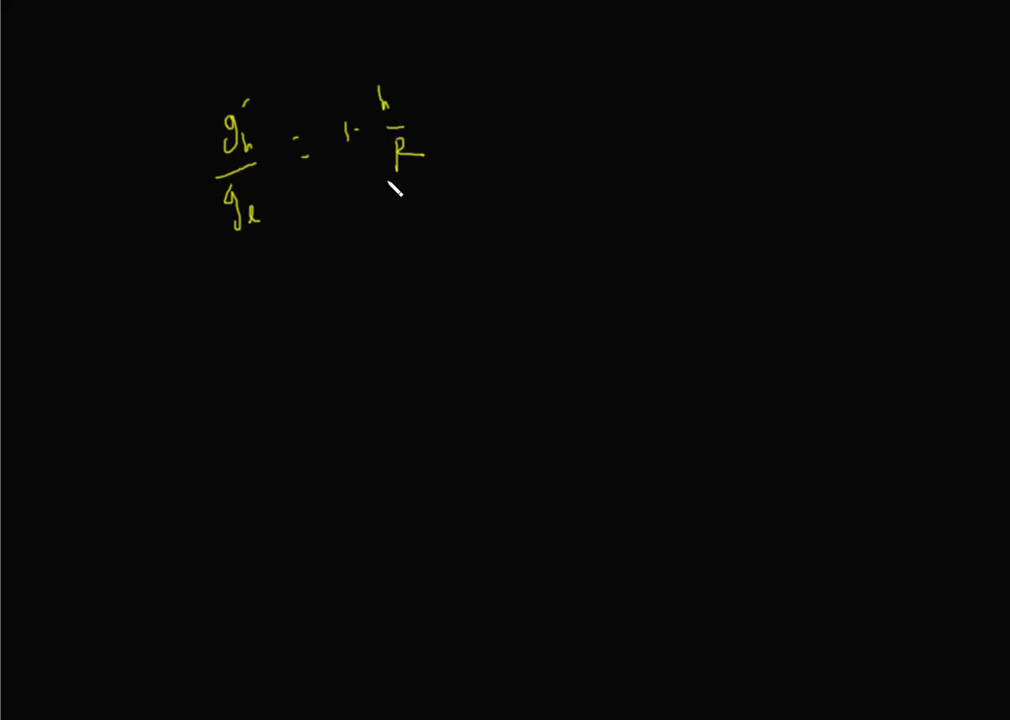 g'h / ge = 1 - h / R